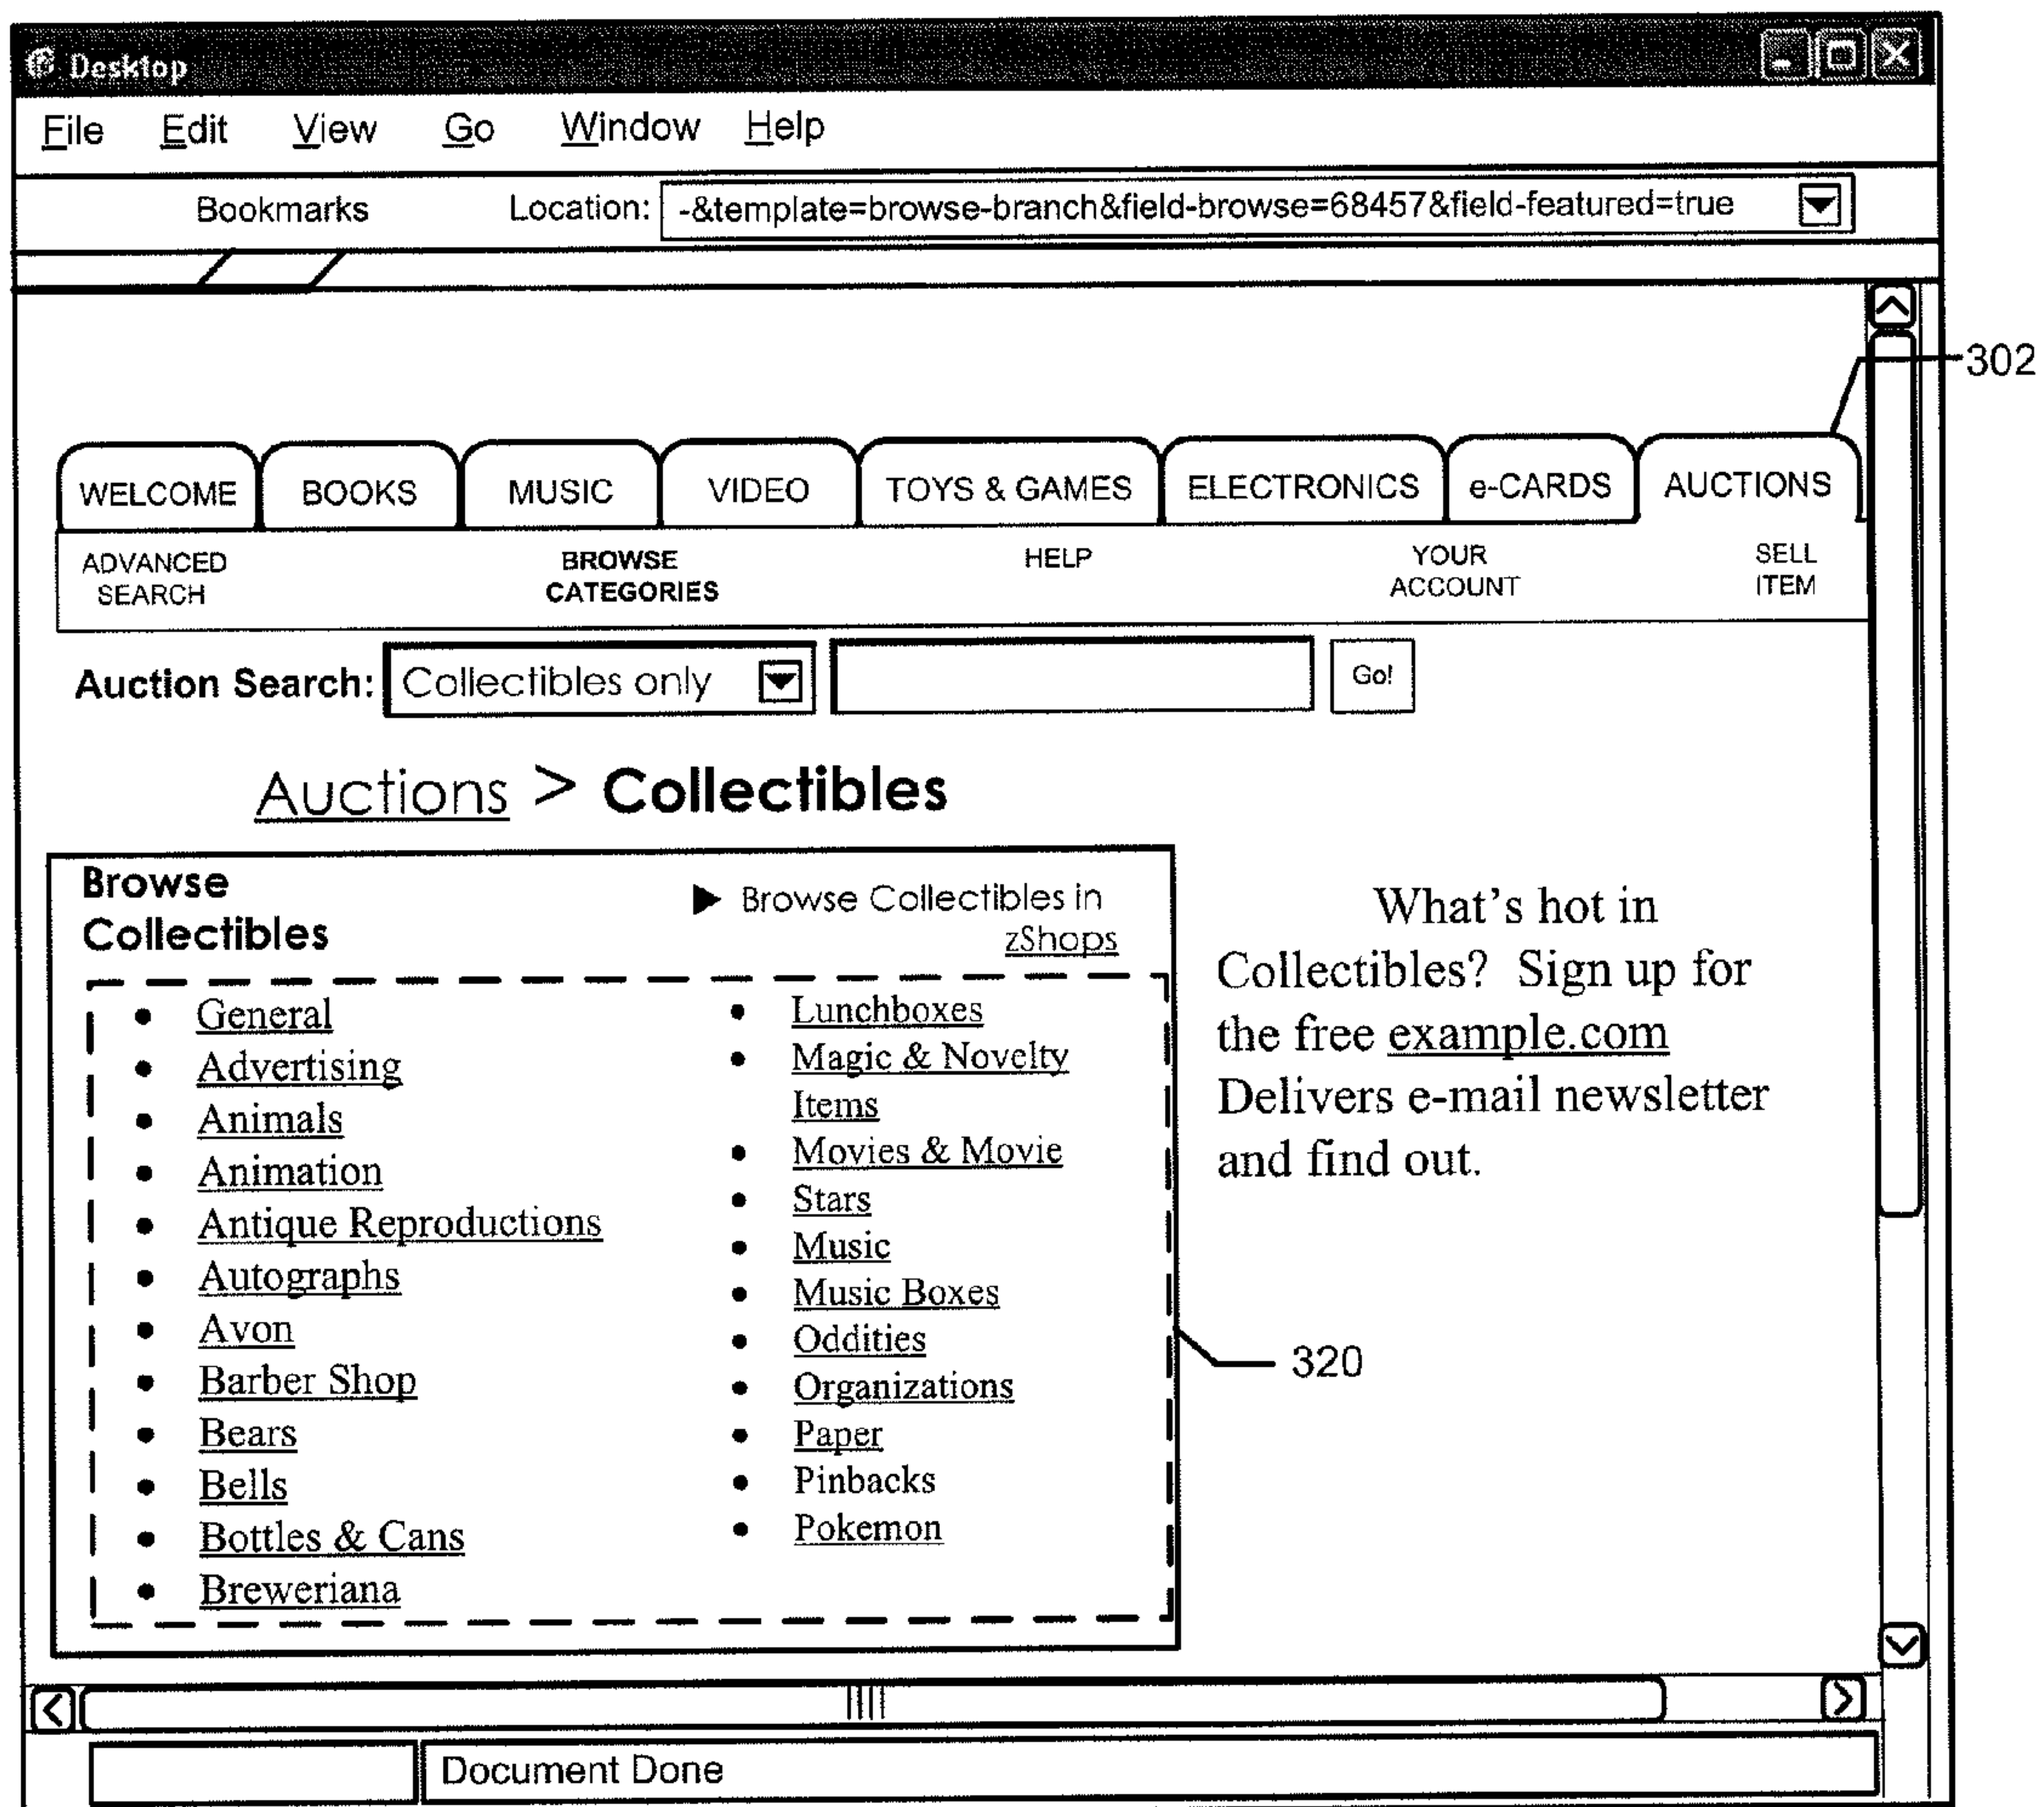 Desktop
File Edit View Go Window Help
Bookmarks Location: -&template=browse-branch&field-browse=68457&field-featured=true
302
WELCOME BOOKS MUSIC VIDEO TOYS & GAMES ELECTRONICS e-CARDS AUCTIONS
ADVANCED SEARCH BROWSE CATEGORIES HELP YOUR ACCOUNT SELL ITEM
Auction Search: Collectibles only Go!
Auctions > Collectibles
Browse
Collectibles
Browse Collectibles in
zShops
General
Advertising
Animals
Animation
Antique Reproductions
Autographs
Avon
Barber Shop
Bears
Bells
Bottles & Cans
Breweriana
Lunchboxes
Magic & Novelty
Items
Movies & Movie
Stars
Music
Music Boxes
Oddities
Organizations
Paper
Pinbacks
Pokemon
320
What's hot in
Collectibles? Sign up for
the free example.com
Delivers e-mail newsletter
and find out.
Document Done